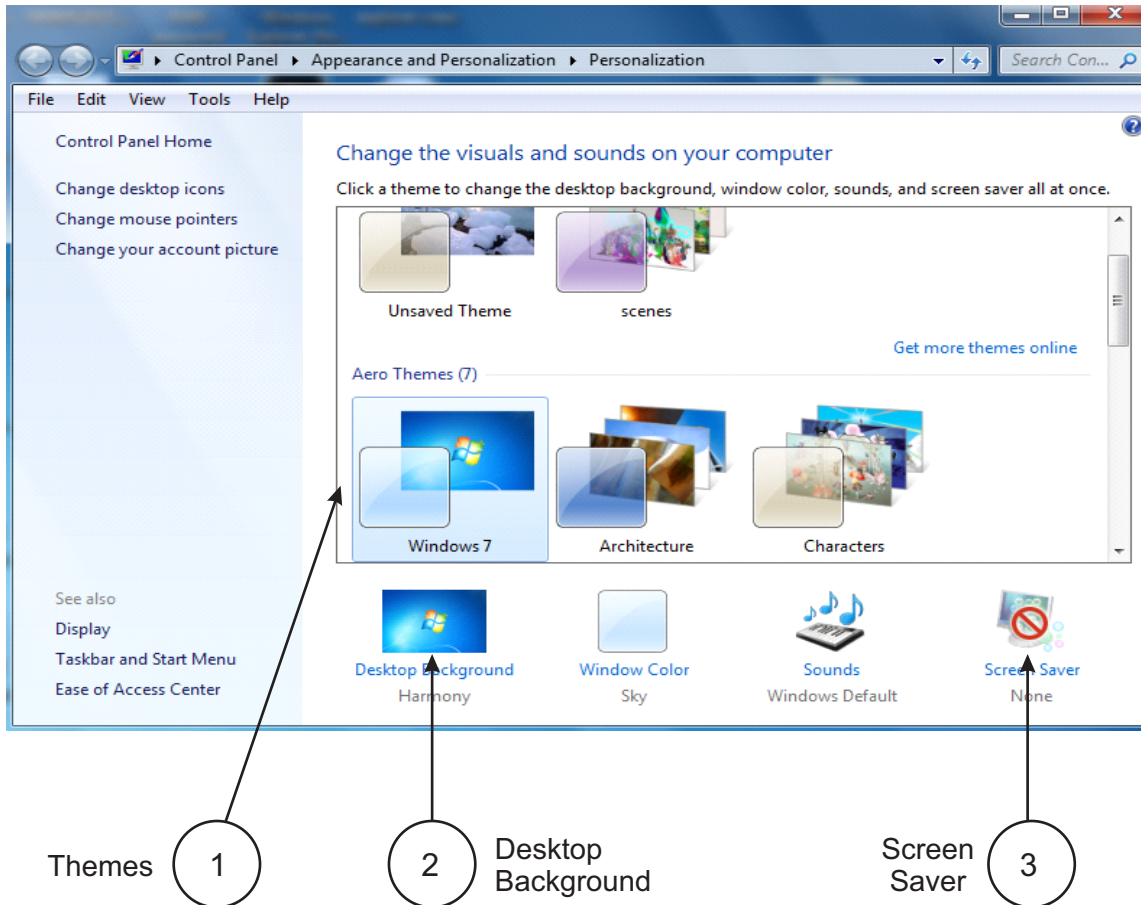 Control Panel ▸ Appearance and Personalization ▸ Personalization
Search Con...
File Edit View Tools Help
Control Panel Home
Change desktop icons
Change mouse pointers
Change your account picture
See also
Display
Taskbar and Start Menu
Ease of Access Center
Change the visuals and sounds on your computer
Click a theme to change the desktop background, window color, sounds, and screen saver all at once.
Unsaved Theme scenes
Get more themes online
Aero Themes (7)
Windows 7 Architecture Characters
Desktop Background Window Color Sounds Screen Saver
Harmony Sky Windows Default None
Themes 1
2 Desktop
Background
Screen
Saver 3